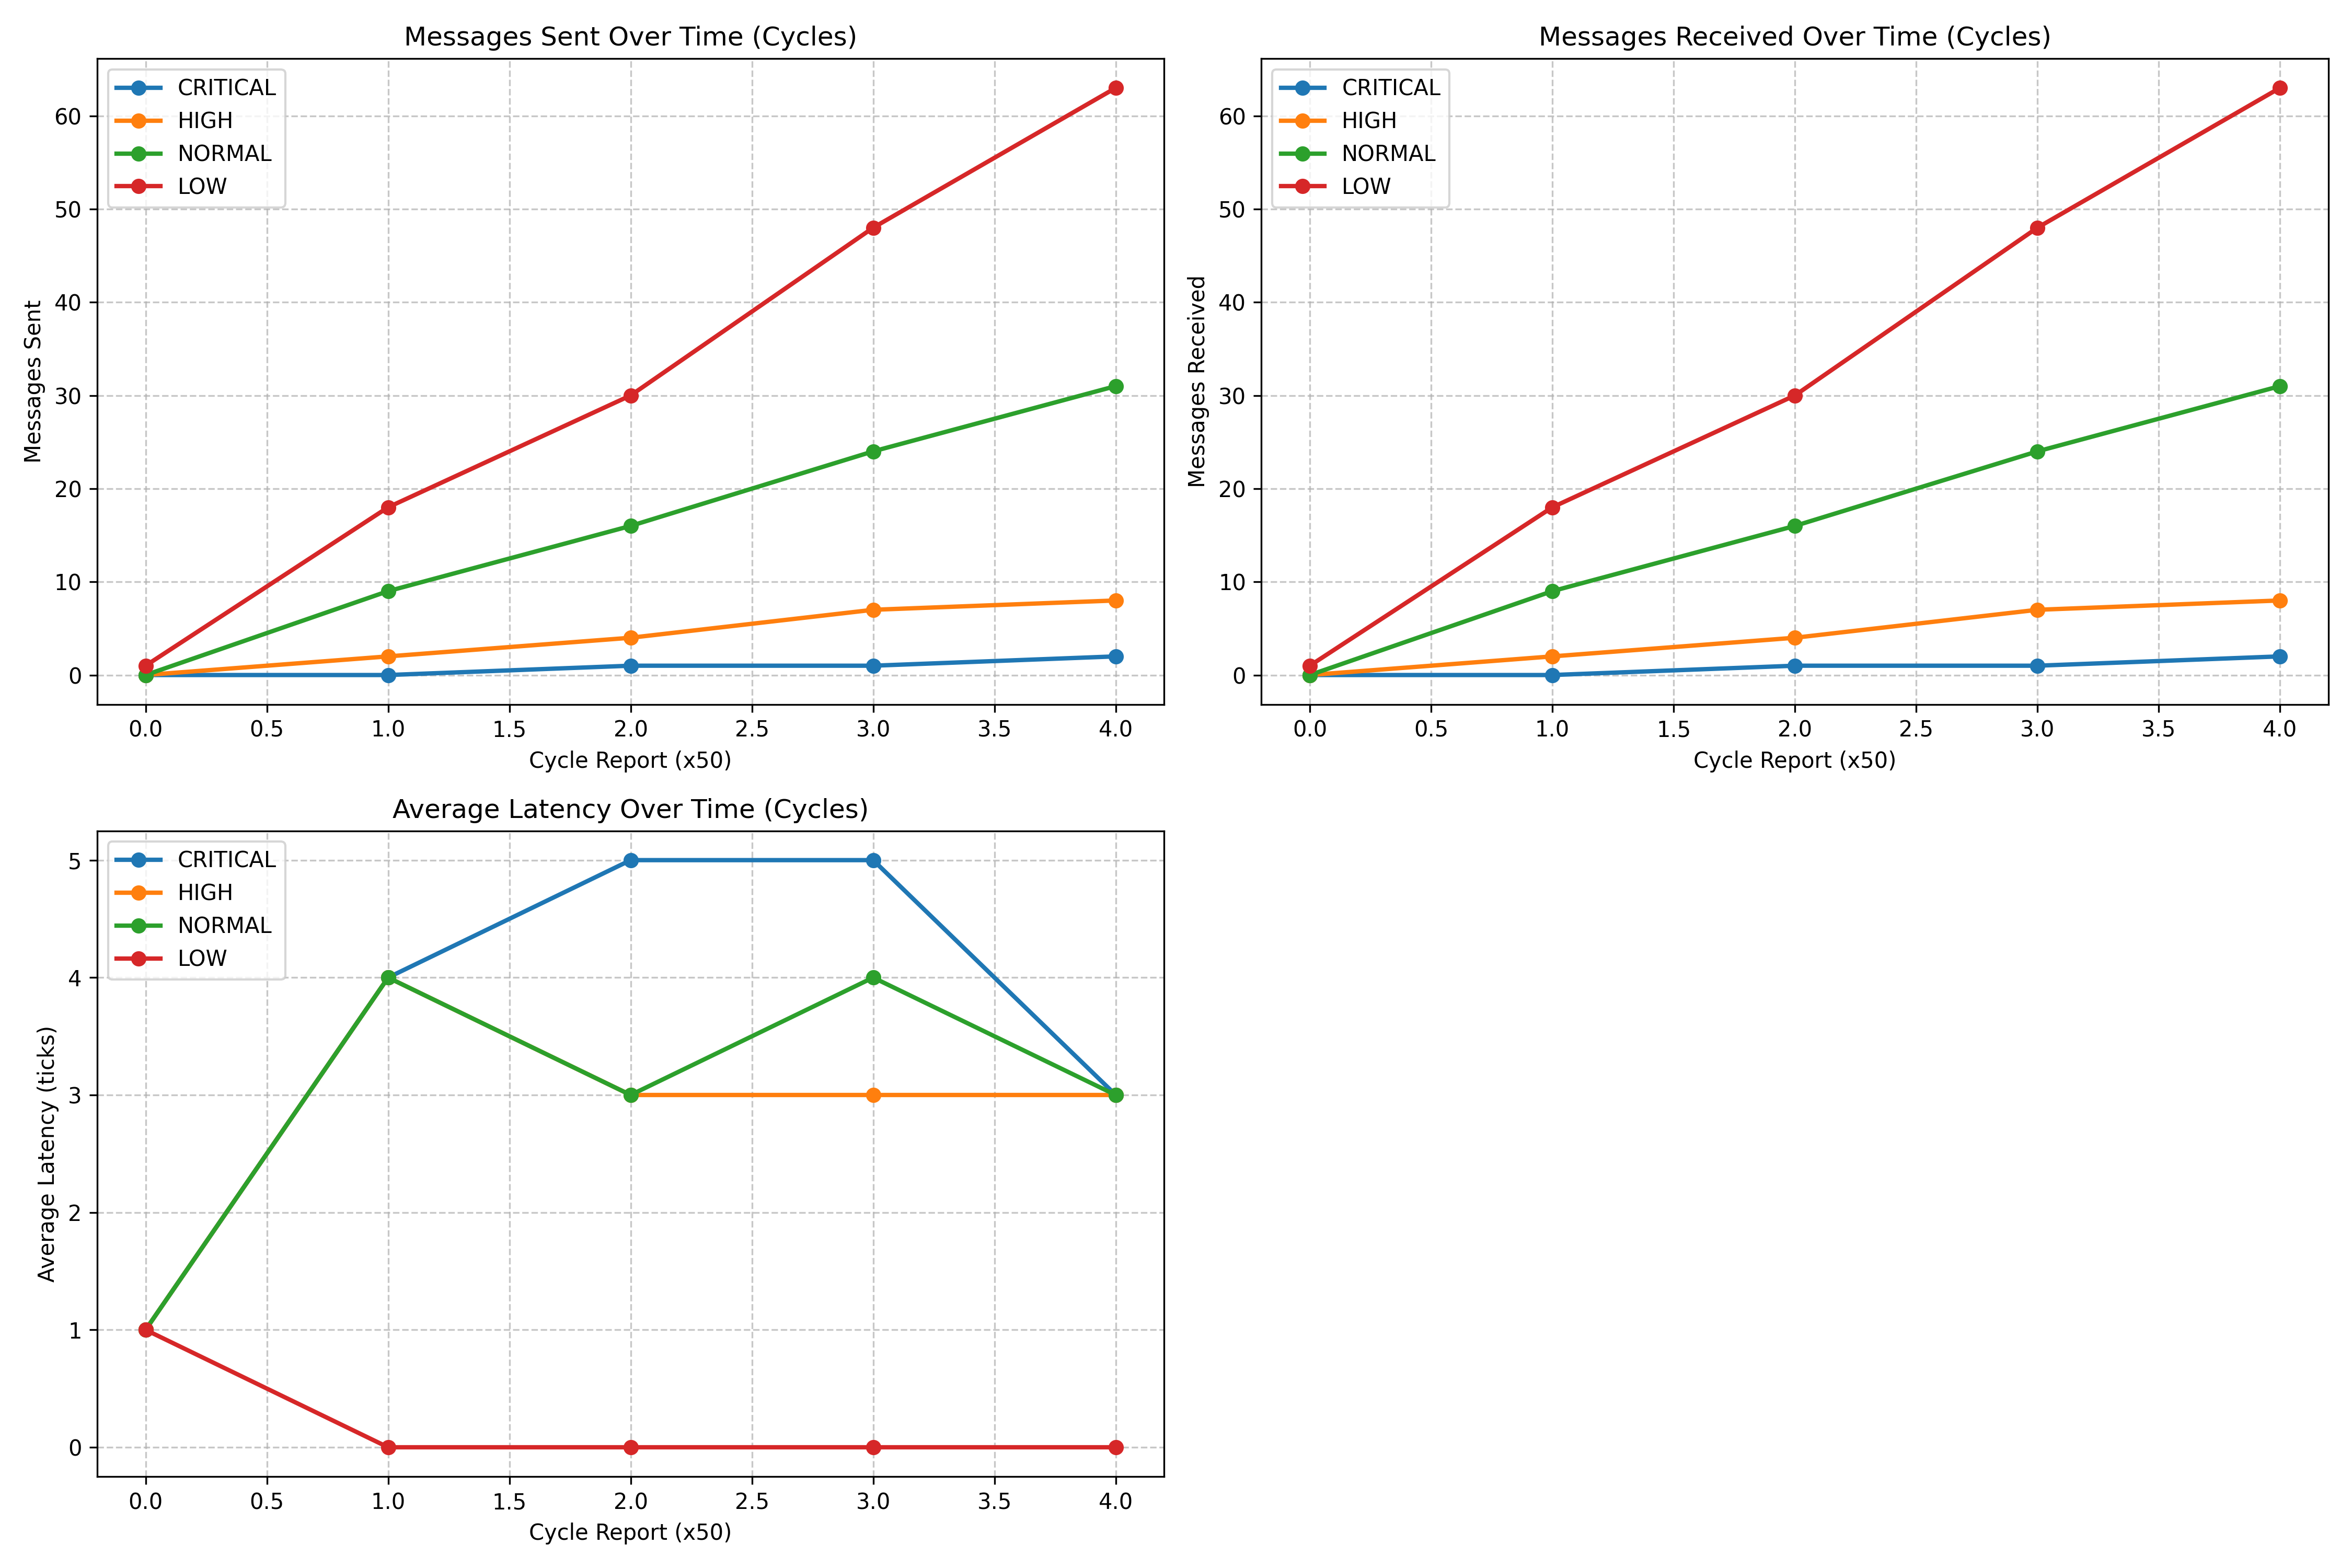 Messages Sent Over Time (Cycles)
CRITICAL
HIGH
NORMAL
LOW
Messages Sent
60
50
40
30
20
10
0
0.0 0.5 1.0 1.5 2.0 2.5 3.0 3.5 4.0
Cycle Report (x50)
Messages Received Over Time (Cycles)
CRITICAL
HIGH
NORMAL
LOW
Messages Received
60
50
40
30
20
10
0
0.0 0.5 1.0 1.5 2.0 2.5 3.0 3.5 4.0
Cycle Report (x50)
Average Latency Over Time (Cycles)
CRITICAL
HIGH
NORMAL
LOW
Average Latency (ticks)
5
4
3
2
1
0
0.0 0.5 1.0 1.5 2.0 2.5 3.0 3.5 4.0
Cycle Report (x50)